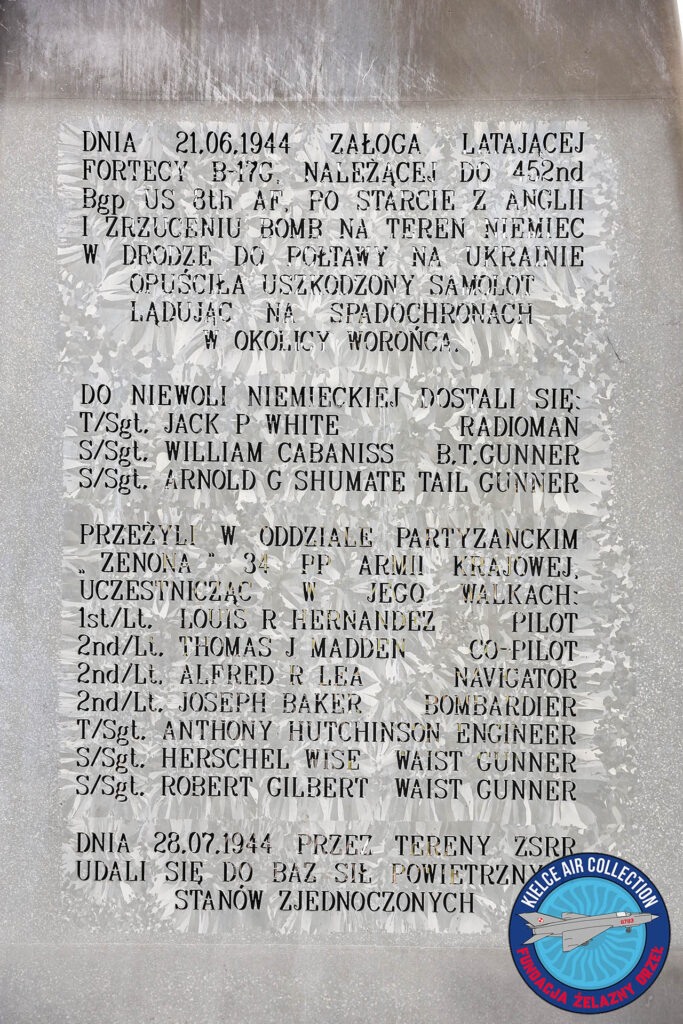 DNIA 21.06.1944 ZAŁOGA LATAJĄCEJ
FORTECY B-17G, NALEŻĄCEJ DO 452nd
Bgp US 8th AF, PO STARCIE Z ANGLII
I ZRZUCENIU BOMB NA TEREN NIEMIEC
W DRODZE DO POŁTAWY NA UKRAINIE
OPUŚCIŁA USZKODZONY SAMOLOT
LĄDUJĄC NA SPADOCHRONACH
W OKOLICY WOROŃCA.
DO NIEWOLI NIEMIECKIEJ DOSTALI SIĘ:
T/Sgt. JACK P WHITE RADIOMAN
S/Sgt. WILLIAM CABANISS B.T.GUNNER
S/Sgt. ARNOLD G SHUMATE TAIL GUNNER
PRZEŻYLI W ODDZIALE PARTYZANCKIM
„ ZENONA " 34 PP ARMII KRAJOWEJ,
UCZESTNICZĄC W JEGO WALKACH:
1st/Lt. LOUIS R HERNANDEZ PILOT
2nd/Lt. THOMAS J MADDEN CO-PILOT
2nd/Lt. ALFRED R LEA NAVIGATOR
2nd/Lt. JOSEPH BAKER BOMBARDIER
T/Sgt. ANTHONY HUTCHINSON ENGINEER
S/Sgt. HERSCHEL WISE WAIST GUNNER
S/Sgt. ROBERT GILBERT WAIST GUNNER
DNIA 28.07.1944 PRZEZ TERENY ZSRR
UDALI SIĘ DO BAZ SIŁ POWIETRZNY
STANÓW ZJEDNOCZONYCH
KIELCE AIR COLLECTION
0703
FUNDACJA ŻELAZNY ORZEŁ